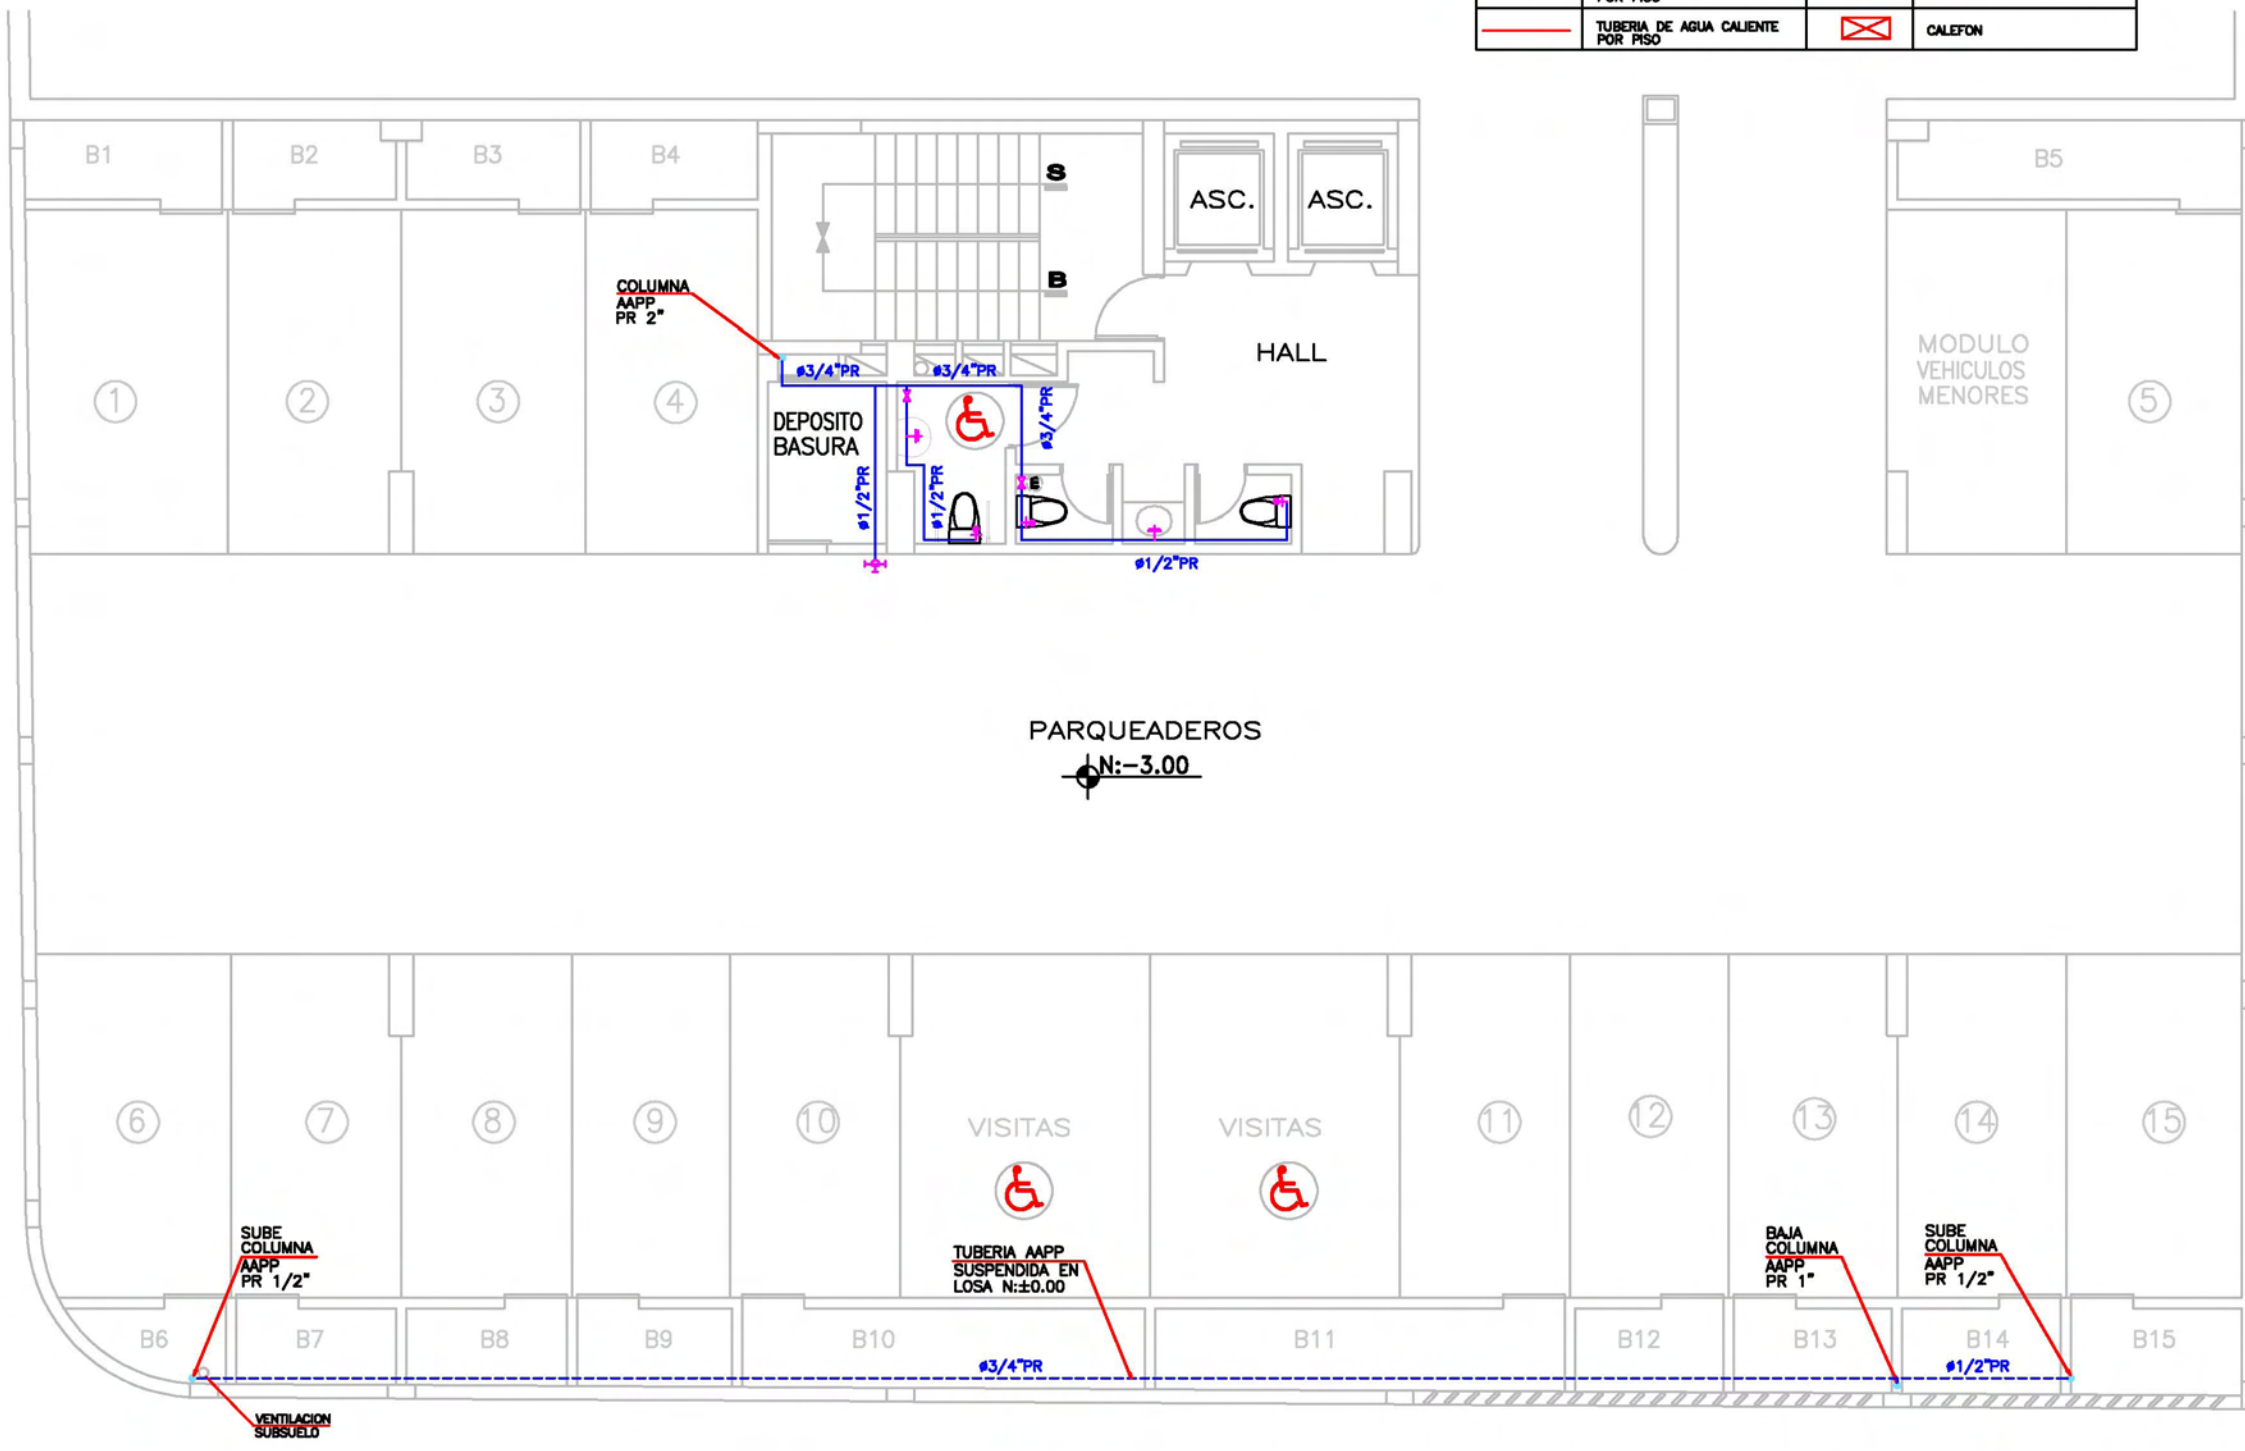 TUBERIA DE AGUA CALIENTE
POR PISO
CALEFON
B1
B2
B3
B4
B5
S
ASC.
ASC.
B
COLUMNA
AAPP
PR 2"
HALL
ø3/4"PR
ø3/4"PR
ø3/4"PR
MODULO
VEHICULOS
MENORES
1
2
3
4
5
DEPOSITO
BASURA
ø1/2"PR
ø1/2"PR
E
ø1/2"PR
PARQUEADEROS
N:-3.00
6
7
8
9
10
VISITAS
VISITAS
11
12
13
14
15
SUBE
COLUMNA
AAPP
PR 1/2"
TUBERIA AAPP
SUSPENDIDA EN
LOSA N:±0.00
BAJA
COLUMNA
AAPP
PR 1"
SUBE
COLUMNA
AAPP
PR 1/2"
B6
B7
B8
B9
B10
B11
B12
B13
B14
B15
ø3/4"PR
ø1/2"PR
VENTILACION
SUBSUELO